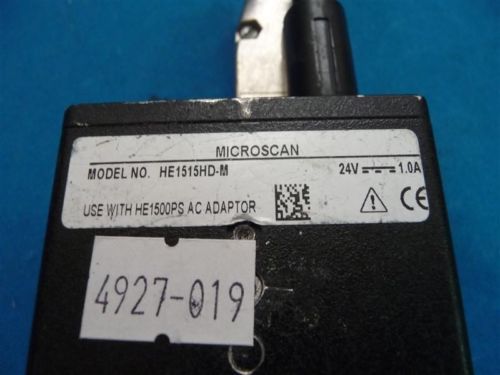 MICROSCAN
MODEL NO. HE1515HD-M 24V⎓1.0A
USE WITH HE1500PS AC ADAPTOR CE
4927-019